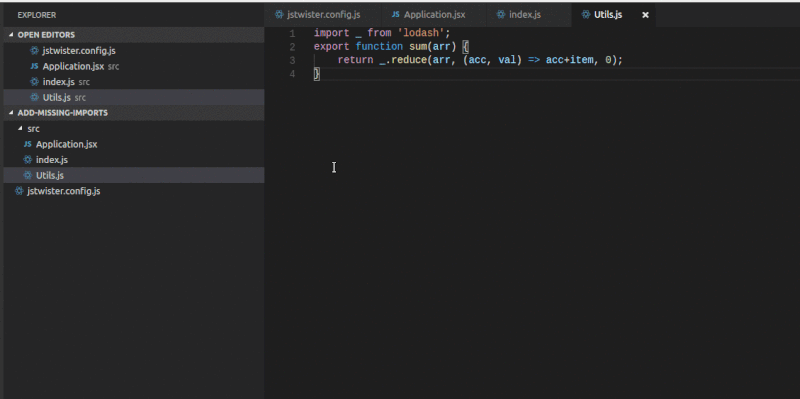 EXPLORER
OPEN EDITORS
jstwister.config.js
JS Application.jsx src
index.js src
Utils.js src
ADD-MISSING-IMPORTS
src
JS Application.jsx
index.js
Utils.js
jstwister.config.js
jstwister.config.js JS Application.jsx index.js Utils.js
1 import _ from 'lodash';
2 export function sum(arr) {
3 return _.reduce(arr, (acc, val) => acc+item, 0);
4 }